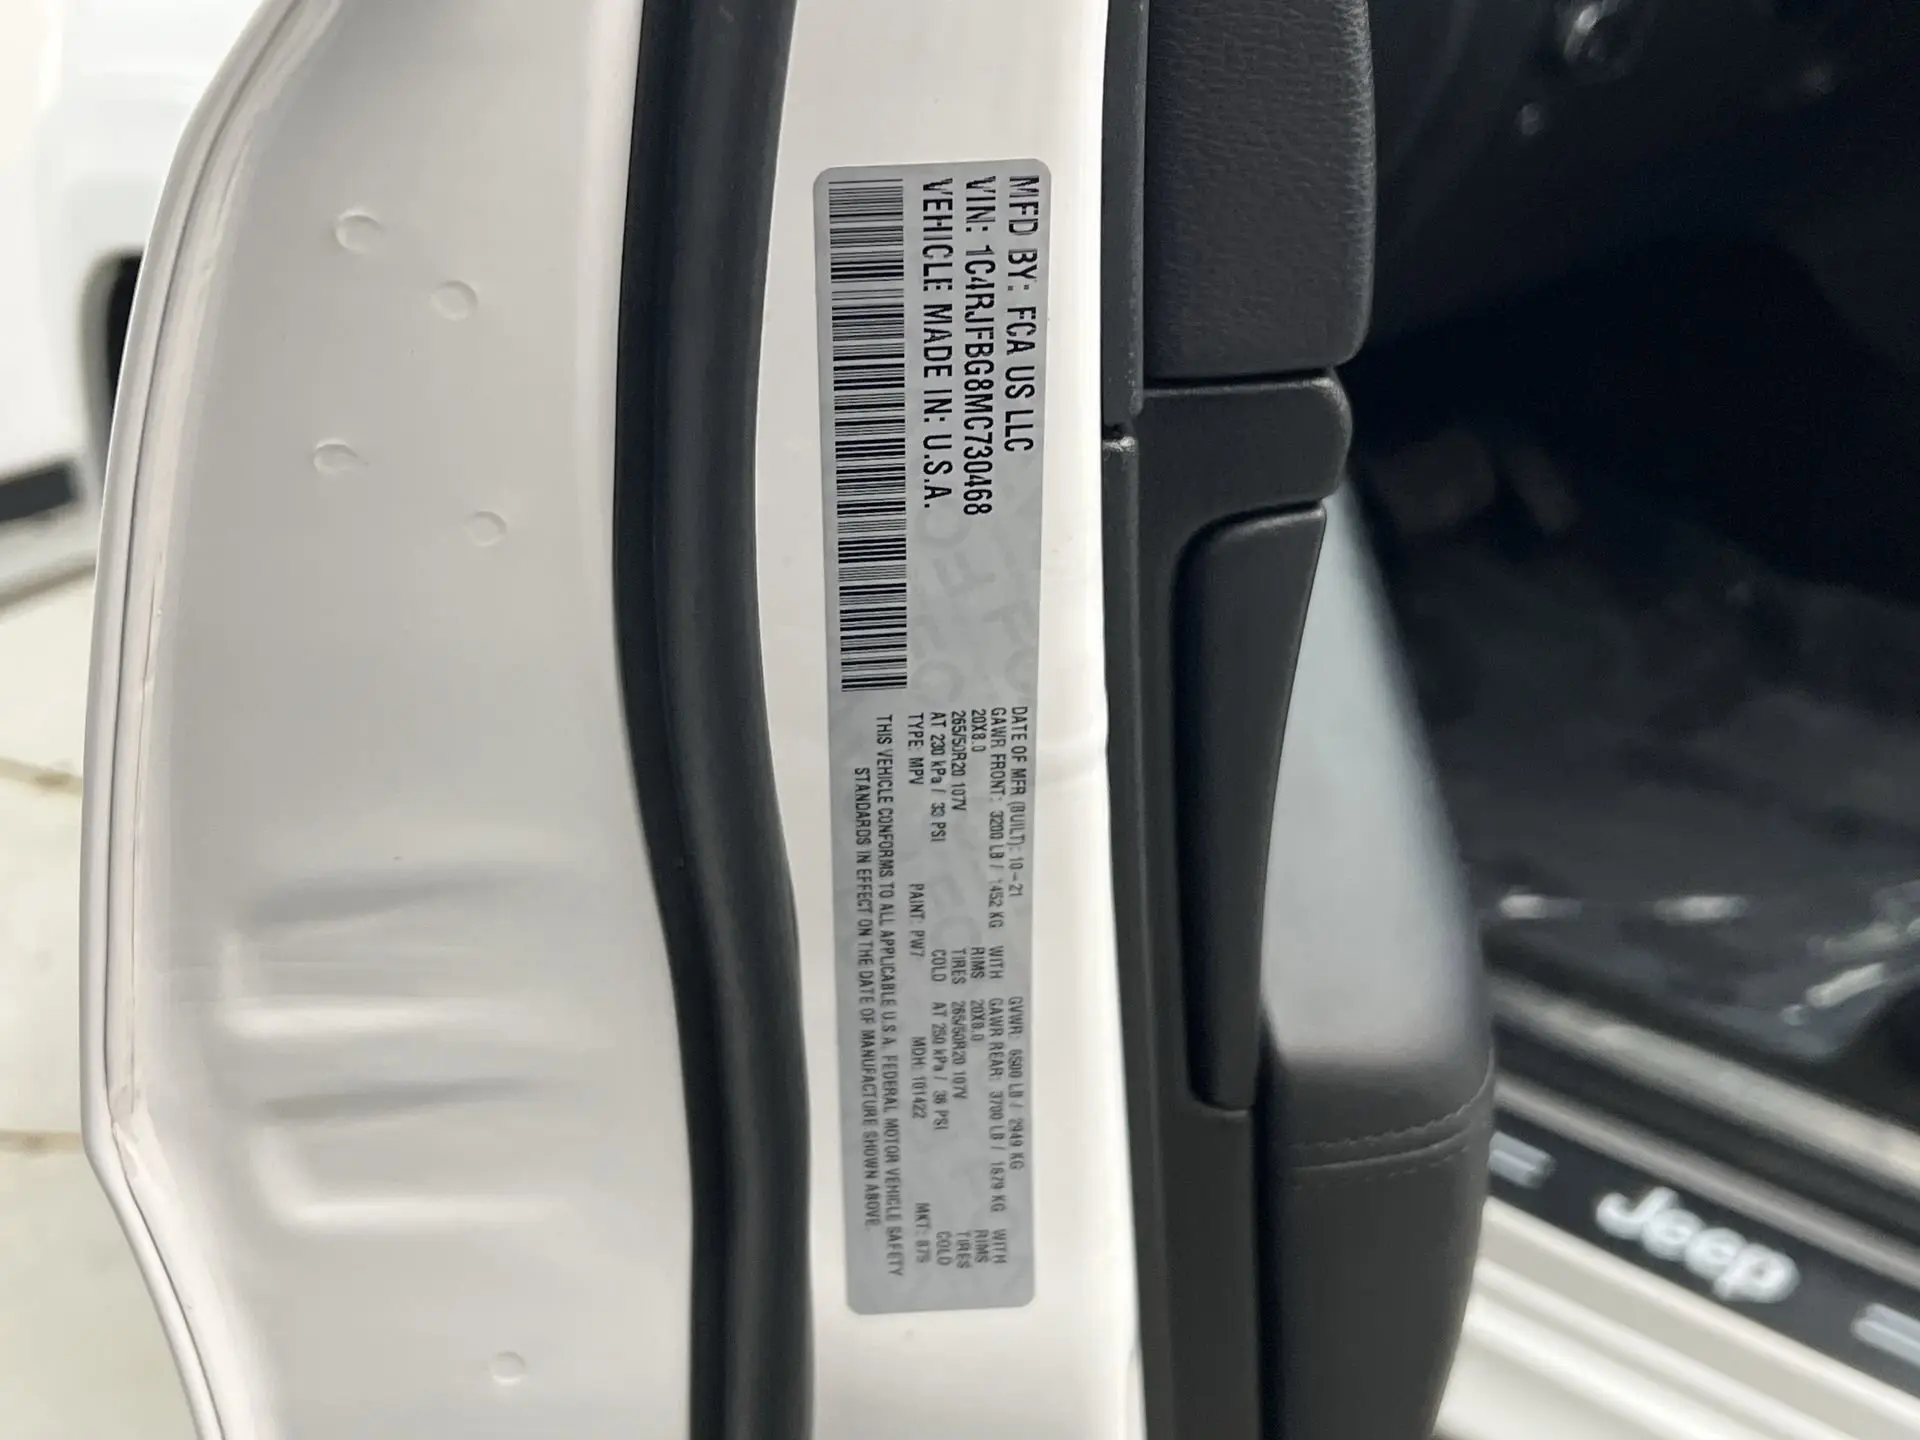 MFD BY: FCA US LLC
VIN: 1C4RJFBG8MC730468
VEHICLE MADE IN: U.S.A.
DATE OF MFR (BUILT): 10-21 GVWR: 6500 LB / 2949 KG
GAWR FRONT: 3200 LB / 1452 KG WITH GAWR REAR: 3700 LB / 1679 KG WITH
20X8.0 RIMS 20X8.0 RIMS
265/50R20 107V TIRES 265/50R20 107V TIRES
AT 230 kPa / 33 PSI COLD AT 250 kPa / 36 PSI COLD
TYPE: MPV PAINT: PW7 MDH: 101422 MKT:
THIS VEHICLE CONFORMS TO ALL APPLICABLE U.S.A. FEDERAL MOTOR VEHICLE SAFETY
STANDARDS IN EFFECT ON THE DATE OF MANUFACTURE SHOWN ABOVE.
Jeep